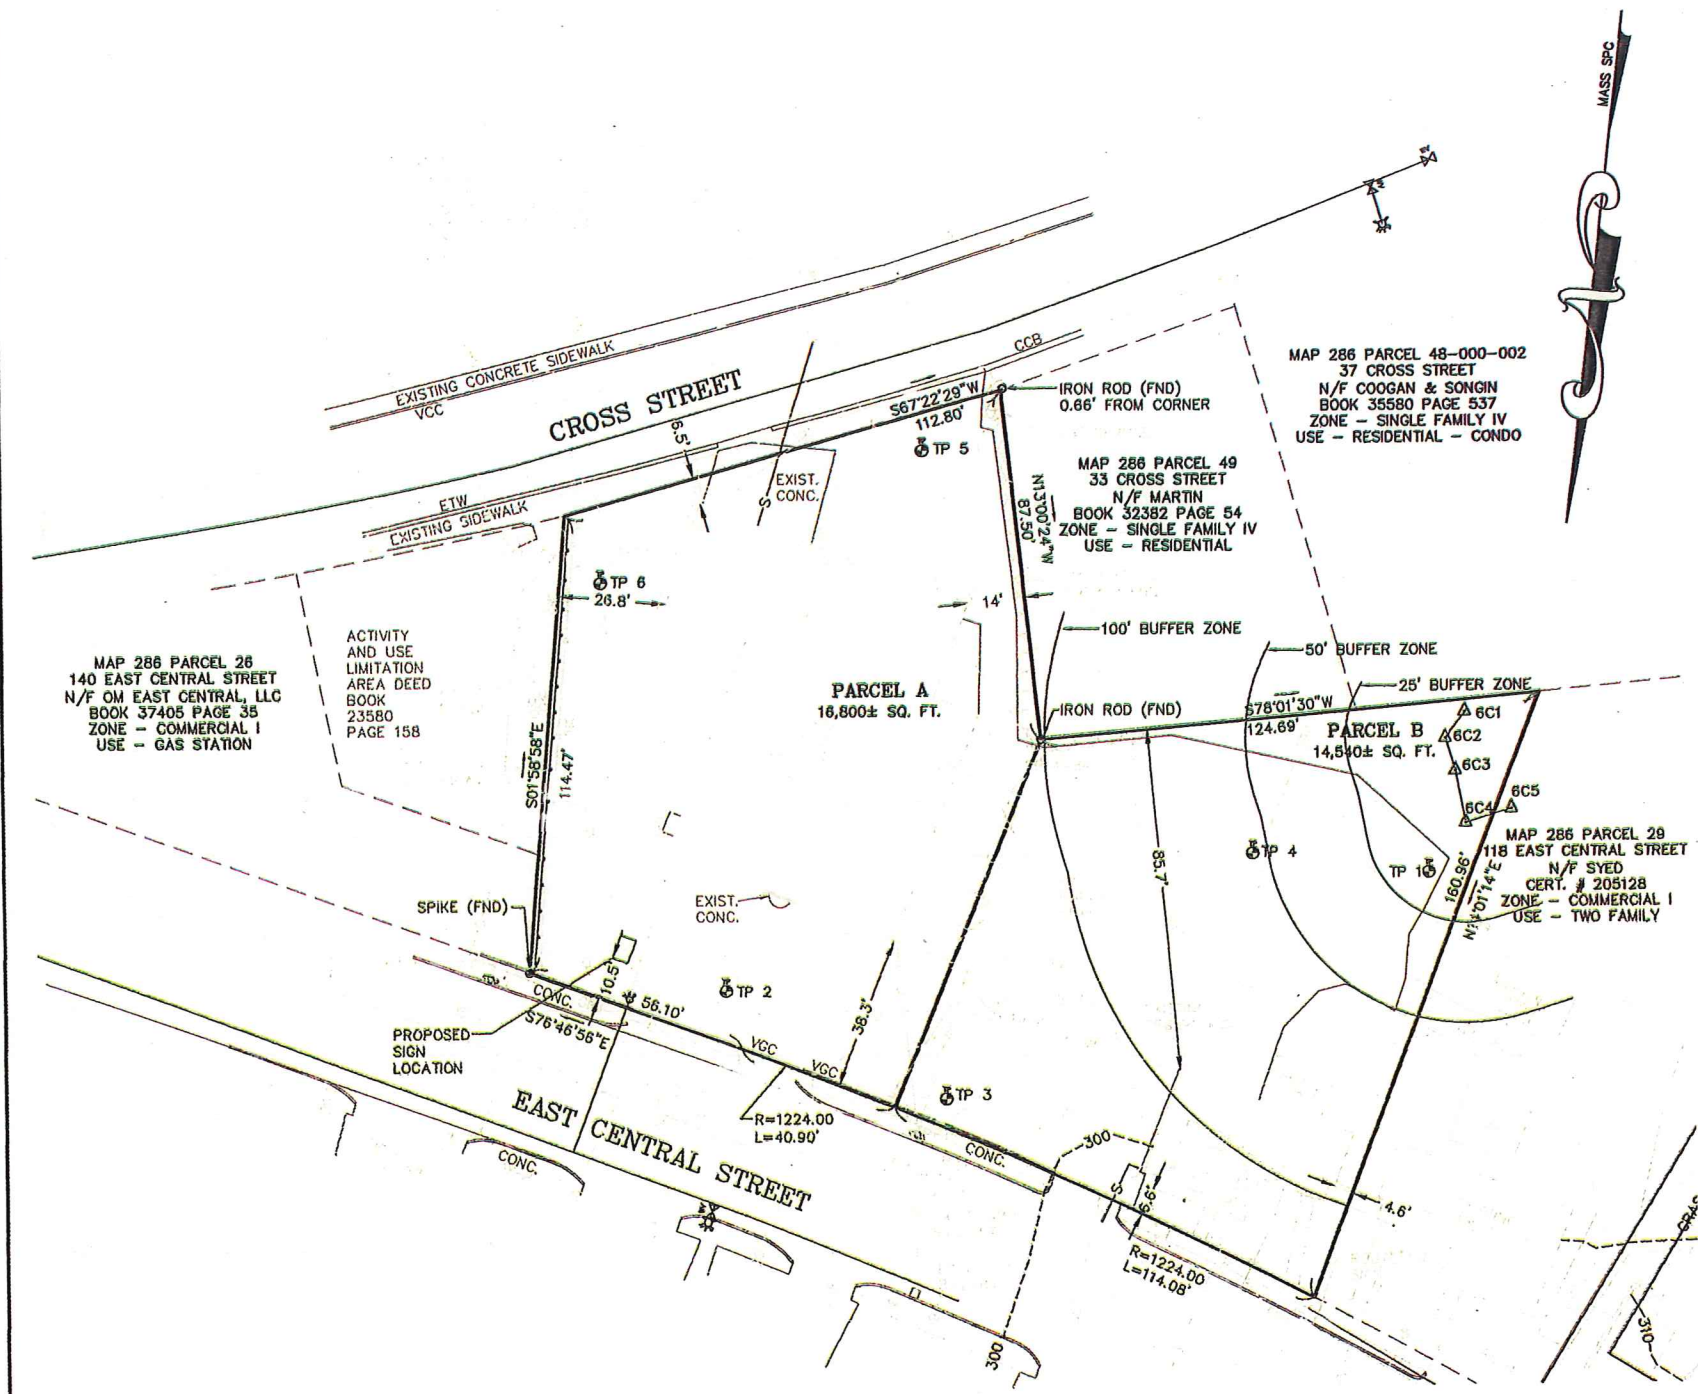 MASS SPC
EXISTING CONCRETE SIDEWALK
VCC
CROSS STREET
CCB
S67°22'29"W
112.80'
IRON ROD (FND)
0.66' FROM CORNER
MAP 286 PARCEL 48-000-002
37 CROSS STREET
N/F COOGAN & SONGIN
BOOK 35580 PAGE 537
ZONE - SINGLE FAMILY IV
USE - RESIDENTIAL - CONDO
6.5'
TP 5
EXIST.
CONC.
S
ETW
EXISTING SIDEWALK
MAP 286 PARCEL 49
33 CROSS STREET
N/F MARTIN
BOOK 32382 PAGE 54
ZONE - SINGLE FAMILY IV
USE - RESIDENTIAL
N13°00'24"W
87.50'
TP 6
26.8'
14'
100' BUFFER ZONE
50' BUFFER ZONE
25' BUFFER ZONE
ACTIVITY
AND USE
LIMITATION
AREA DEED
BOOK
23580
PAGE 158
MAP 286 PARCEL 26
140 EAST CENTRAL STREET
N/F OM EAST CENTRAL, LLC
BOOK 37405 PAGE 35
ZONE - COMMERCIAL I
USE - GAS STATION
PARCEL A
16,800± SQ. FT.
IRON ROD (FND)
S78°01'30"W
124.69'
PARCEL B
14,540± SQ. FT.
6C1
6C2
6C3
6C4
6C5
S01°58'58"E
114.47'
MAP 286 PARCEL 29
118 EAST CENTRAL STREET
N/F SYED
CERT. # 205128
ZONE - COMMERCIAL I
USE - TWO FAMILY
160.96'
85.7'
TP 4
TP 1
SPIKE (FND)
EXIST.
CONC.
10.5'
CONC.
S76°46'56"E
56.10'
TP 2
38.3'
PROPOSED
SIGN
LOCATION
VGC
VGC
TP 3
EAST CENTRAL STREET
R=1224.00
L=40.90'
CONC.
300
CONC.
S
6.6'
4.6'
R=1224.00
L=114.08'
300
310